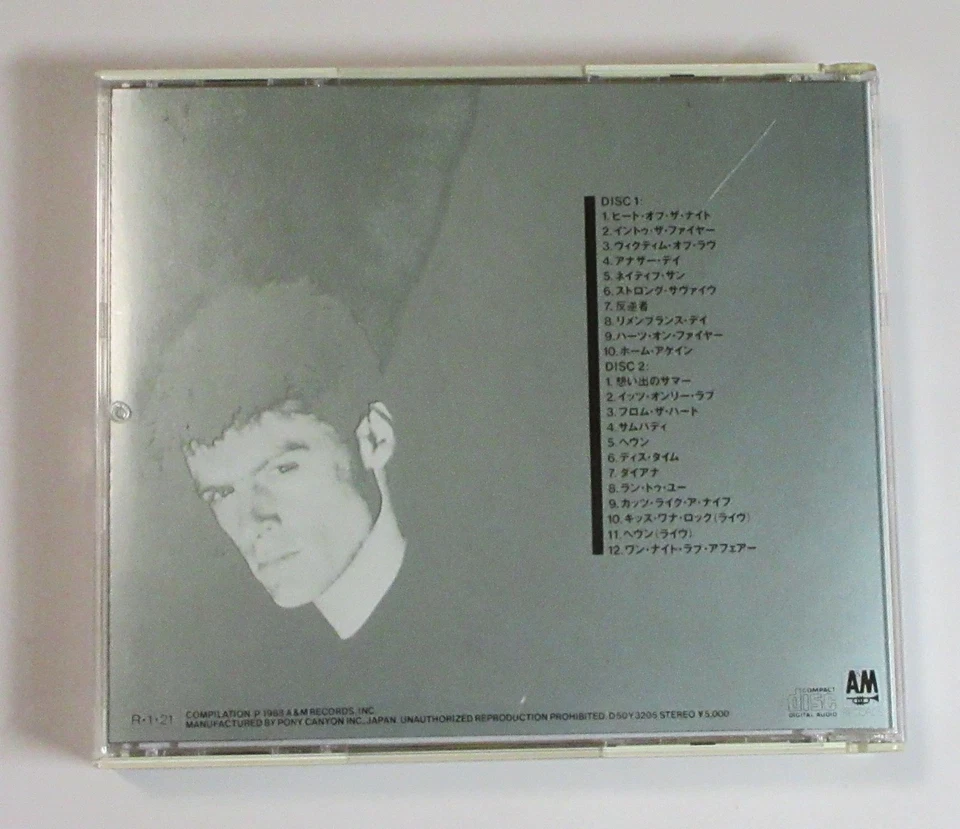 DISC 1:
1. ヒート・オブ・ザ・ナイト
2. イントゥ・ザ・ファイヤー
3. ヴィクティム・オブ・ラヴ
4. アナザー・デイ
5. ネイティブ・サン
6. ストロング・サヴァイヴ
7. 反逆者
8. リメンブランス・デイ
9. ハーツ・オン・ファイヤー
10. ホーム・アゲイン
DISC 2:
1. 想い出のサマー
2. イッツ・オンリー・ラブ
3. フロム・ザ・ハート
4. サムバディ
5. ヘヴン
6. ディス・タイム
7. ダイアナ
8. ラン・トゥ・ユー
9. カッツ・ライク・ア・ナイフ
10. キッズ・ワナ・ロック(ライヴ)
11. ヘヴン(ライヴ)
12. ワン・ナイト・ラブ・アフェアー
A&M
COMPACT
disc
DIGITAL AUDIO
R・1・21
COMPILATION P 1988 A&M RECORDS, INC
MANUFACTURED BY PONY CANYON INC., JAPAN. UNAUTHORIZED REPRODUCTION PROHIBITED. D50Y3205 STEREO ¥5,000